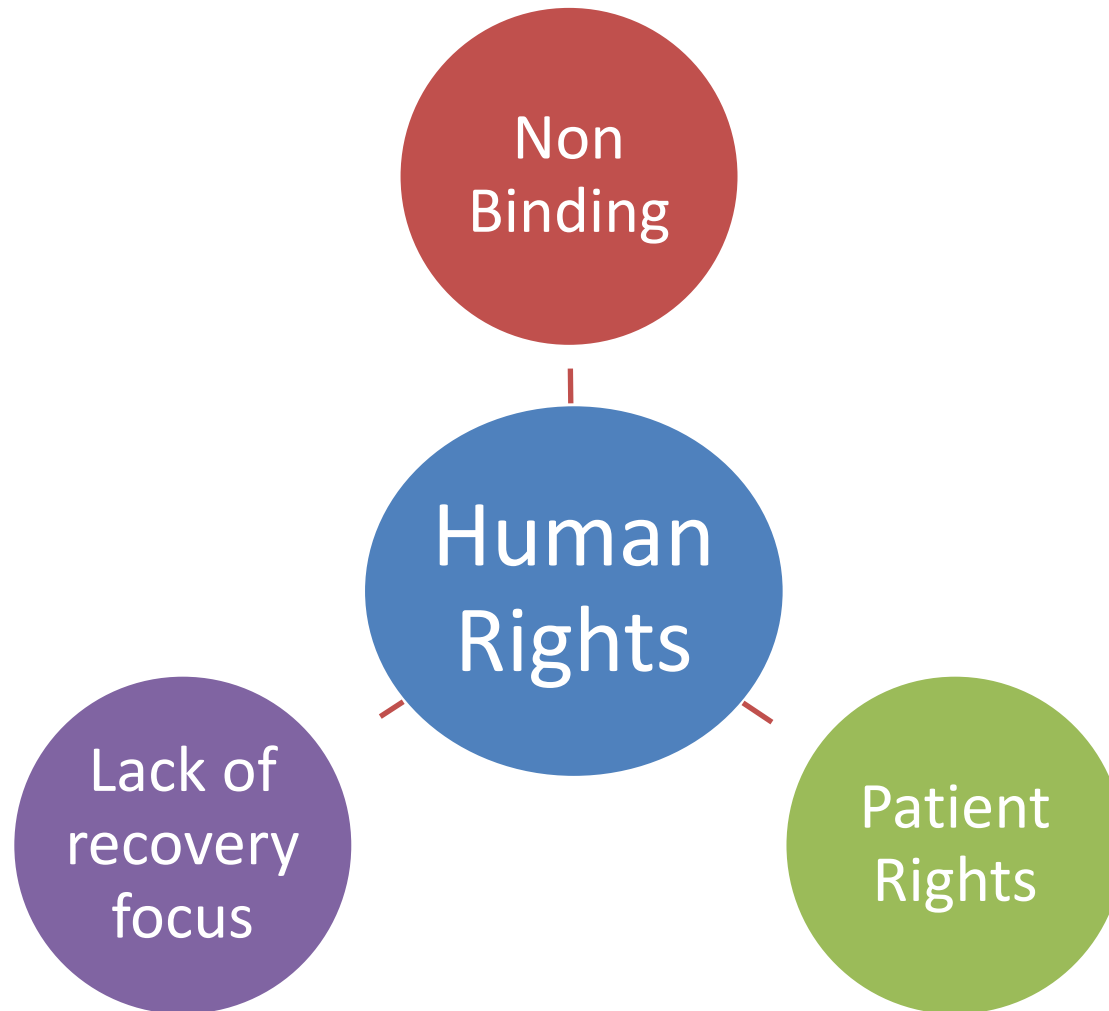 Non
Binding
Human
Rights
Lack of
recovery
focus
Patient
Rights